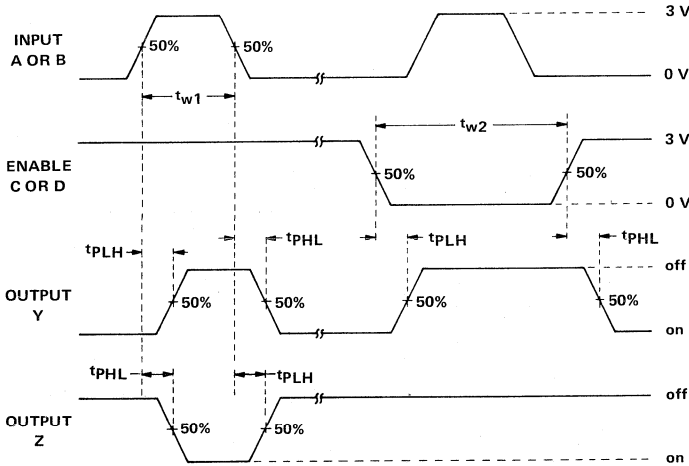 3 V
INPUT
A OR B
50%
50%
0 V
tw1
tw2
3 V
ENABLE
C OR D
50%
50%
0 V
tPLH
tPHL
tPLH
tPHL
off
OUTPUT
Y
50%
50%
50%
50%
on
tPHL
tPLH
off
OUTPUT
Z
50%
50%
on